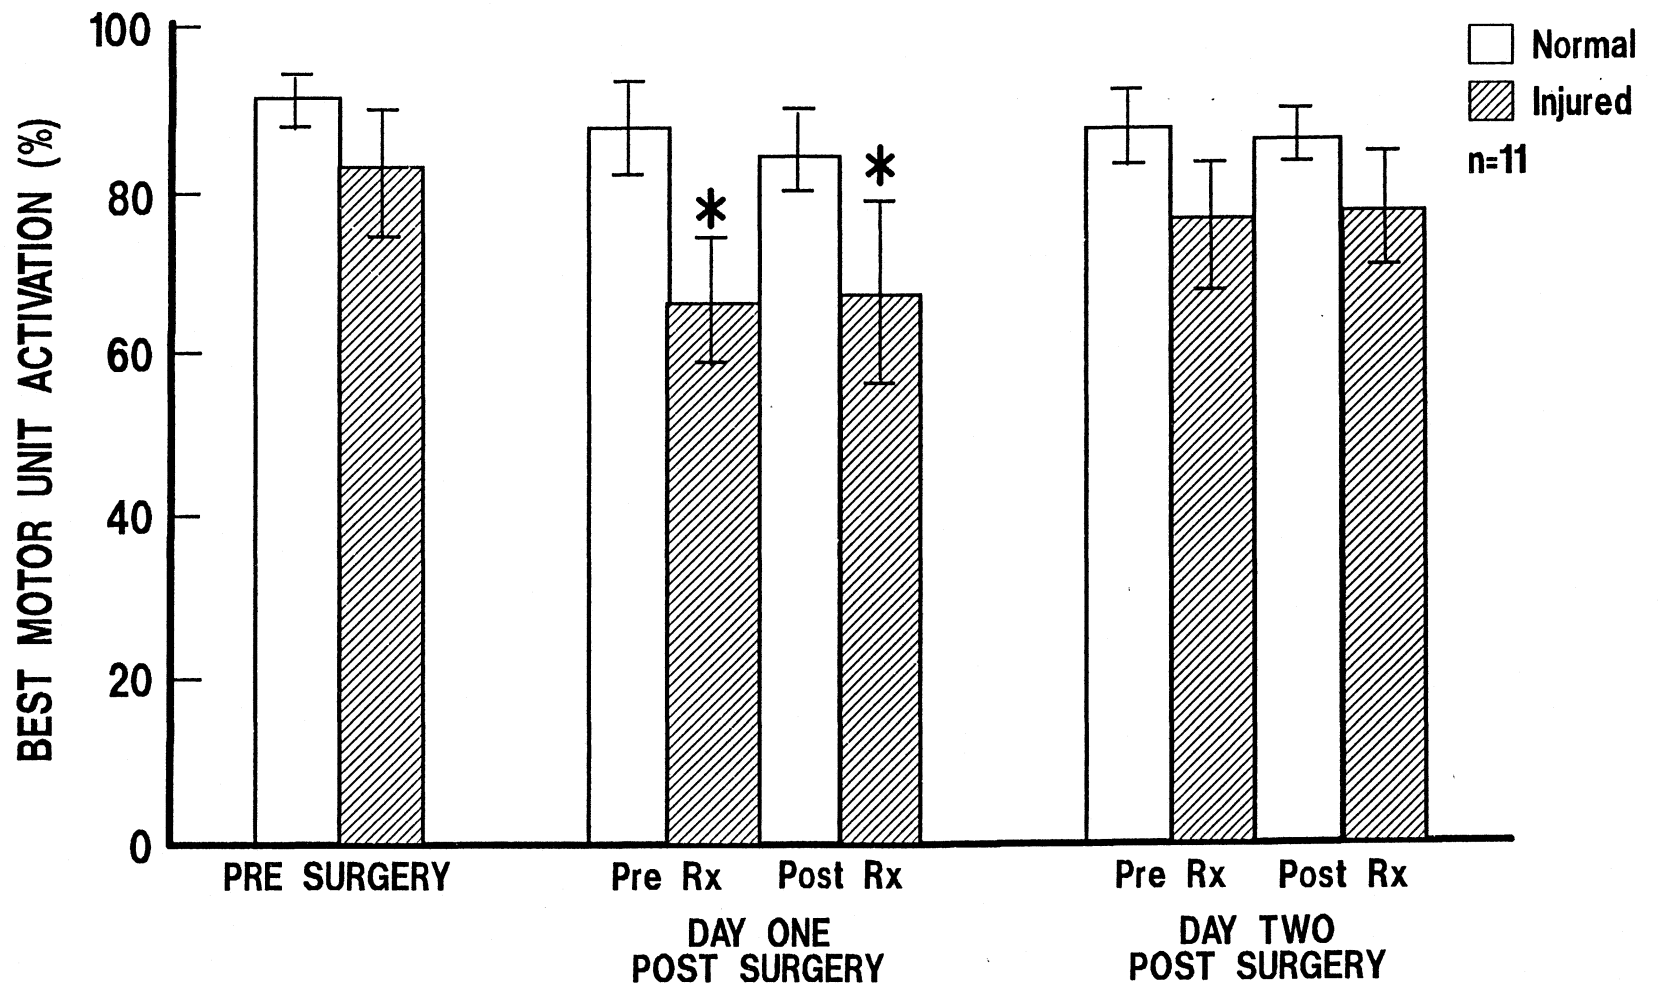 BEST MOTOR UNIT ACTIVATION (%)
100
80
60
40
20
0
Normal
Injured
n=11
*
*
PRE SURGERY
Pre Rx Post Rx
DAY ONE
POST SURGERY
Pre Rx Post Rx
DAY TWO
POST SURGERY